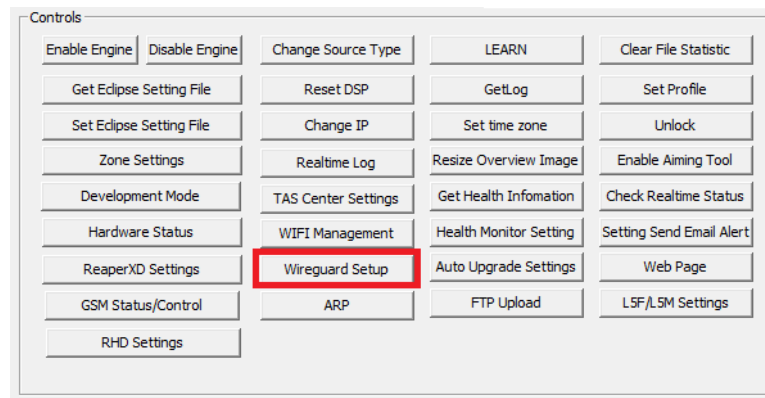 Controls
Enable Engine Disable Engine Change Source Type LEARN Clear File Statistic
Get Eclipse Setting File Reset DSP GetLog Set Profile
Set Eclipse Setting File Change IP Set time zone Unlock
Zone Settings Realtime Log Resize Overview Image Enable Aiming Tool
Development Mode TAS Center Settings Get Health Infomation Check Realtime Status
Hardware Status WIFI Management Health Monitor Setting Setting Send Email Alert
ReaperXD Settings Wireguard Setup Auto Upgrade Settings Web Page
GSM Status/Control ARP FTP Upload L5F/L5M Settings
RHD Settings